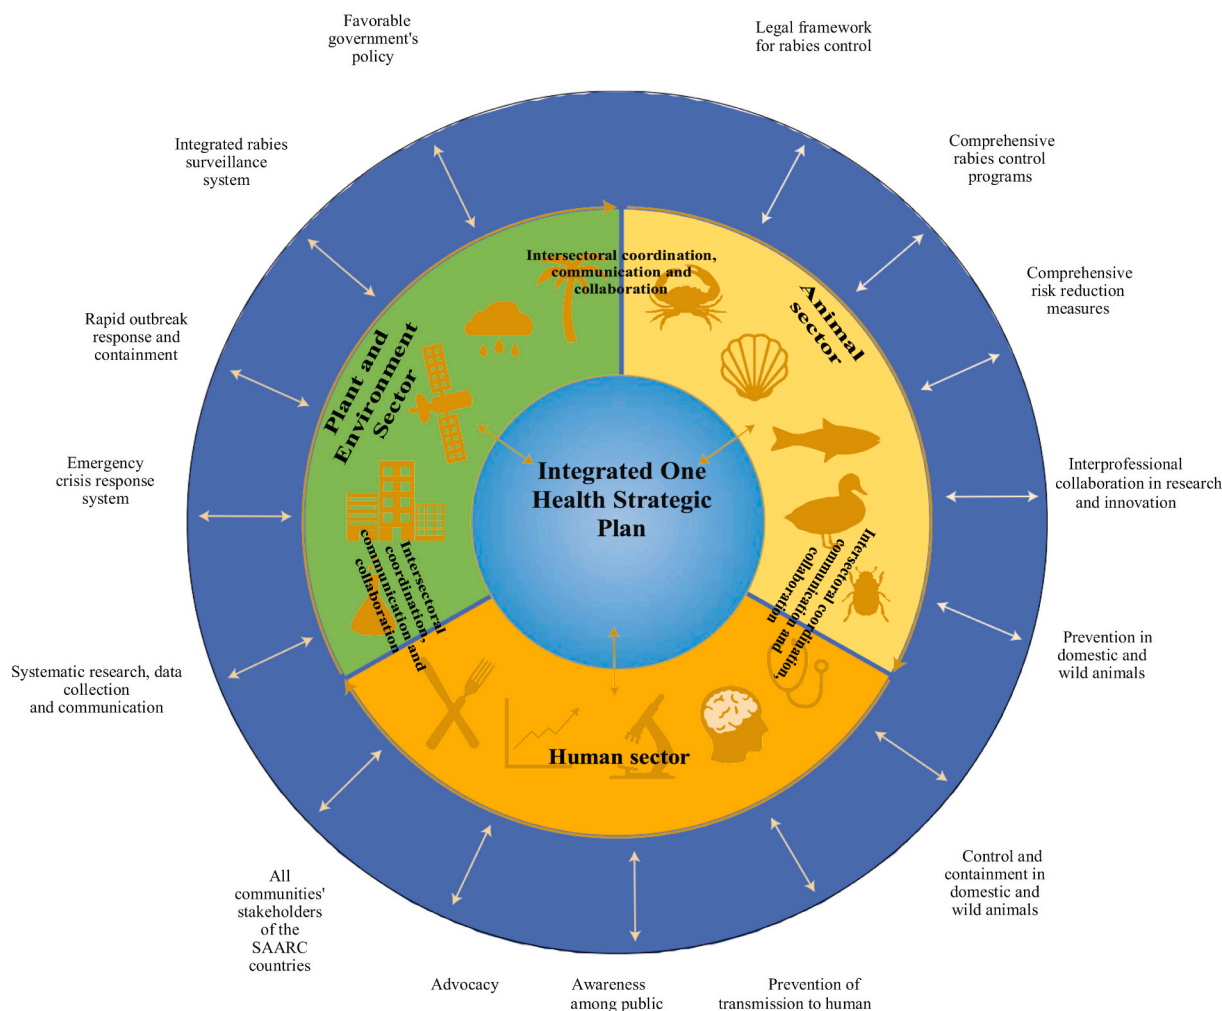 Favorable
government's
policy
Legal framework
for rabies control
Integrated rabies
surveillance
system
Comprehensive
rabies control
programs
Comprehensive
risk reduction
measures
Rapid outbreak
response and
containment
Emergency
crisis response
system
Interprofessional
collaboration in research
and innovation
Systematic research, data
collection
and communication
Prevention in
domestic and
wild animals
All
communities'
stakeholders
of the
SAARC
countries
Control and
containment in
domestic and
wild animals
Advocacy
Awareness
among public
Prevention of
transmission to human
Intersectoral coordination,
communication and
collaboration
Plant and
Environment
Sector
Animal
sector
Integrated One
Health Strategic
Plan
Intersectoral
coordination,
communication, and
collaboration
Intersectoral coordination,
communication and
collaboration
Human sector